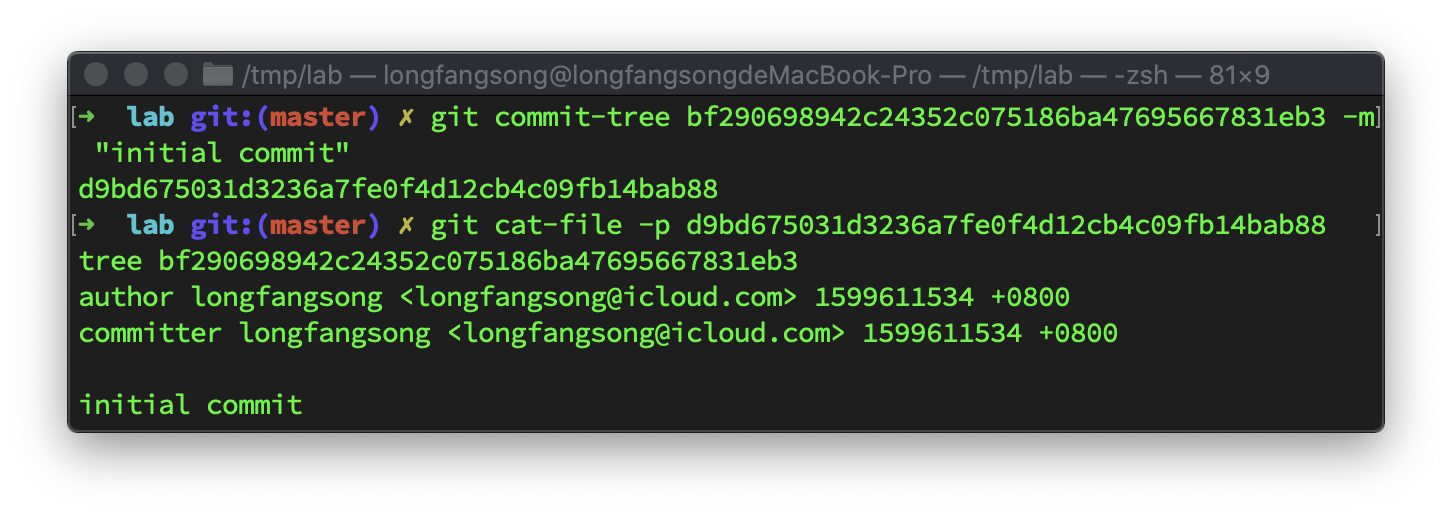 /tmp/lab — longfangsong@longfangsongdeMacBook-Pro — /tmp/lab — -zsh — 81×9
[➜  lab git:(master) ✗ git commit-tree bf290698942c24352c075186ba47695667831eb3 -m]
 "initial commit"
d9bd675031d3236a7fe0f4d12cb4c09fb14bab88
[➜  lab git:(master) ✗ git cat-file -p d9bd675031d3236a7fe0f4d12cb4c09fb14bab88   ]
tree bf290698942c24352c075186ba47695667831eb3
author longfangsong <longfangsong@icloud.com> 1599611534 +0800
committer longfangsong <longfangsong@icloud.com> 1599611534 +0800

initial commit